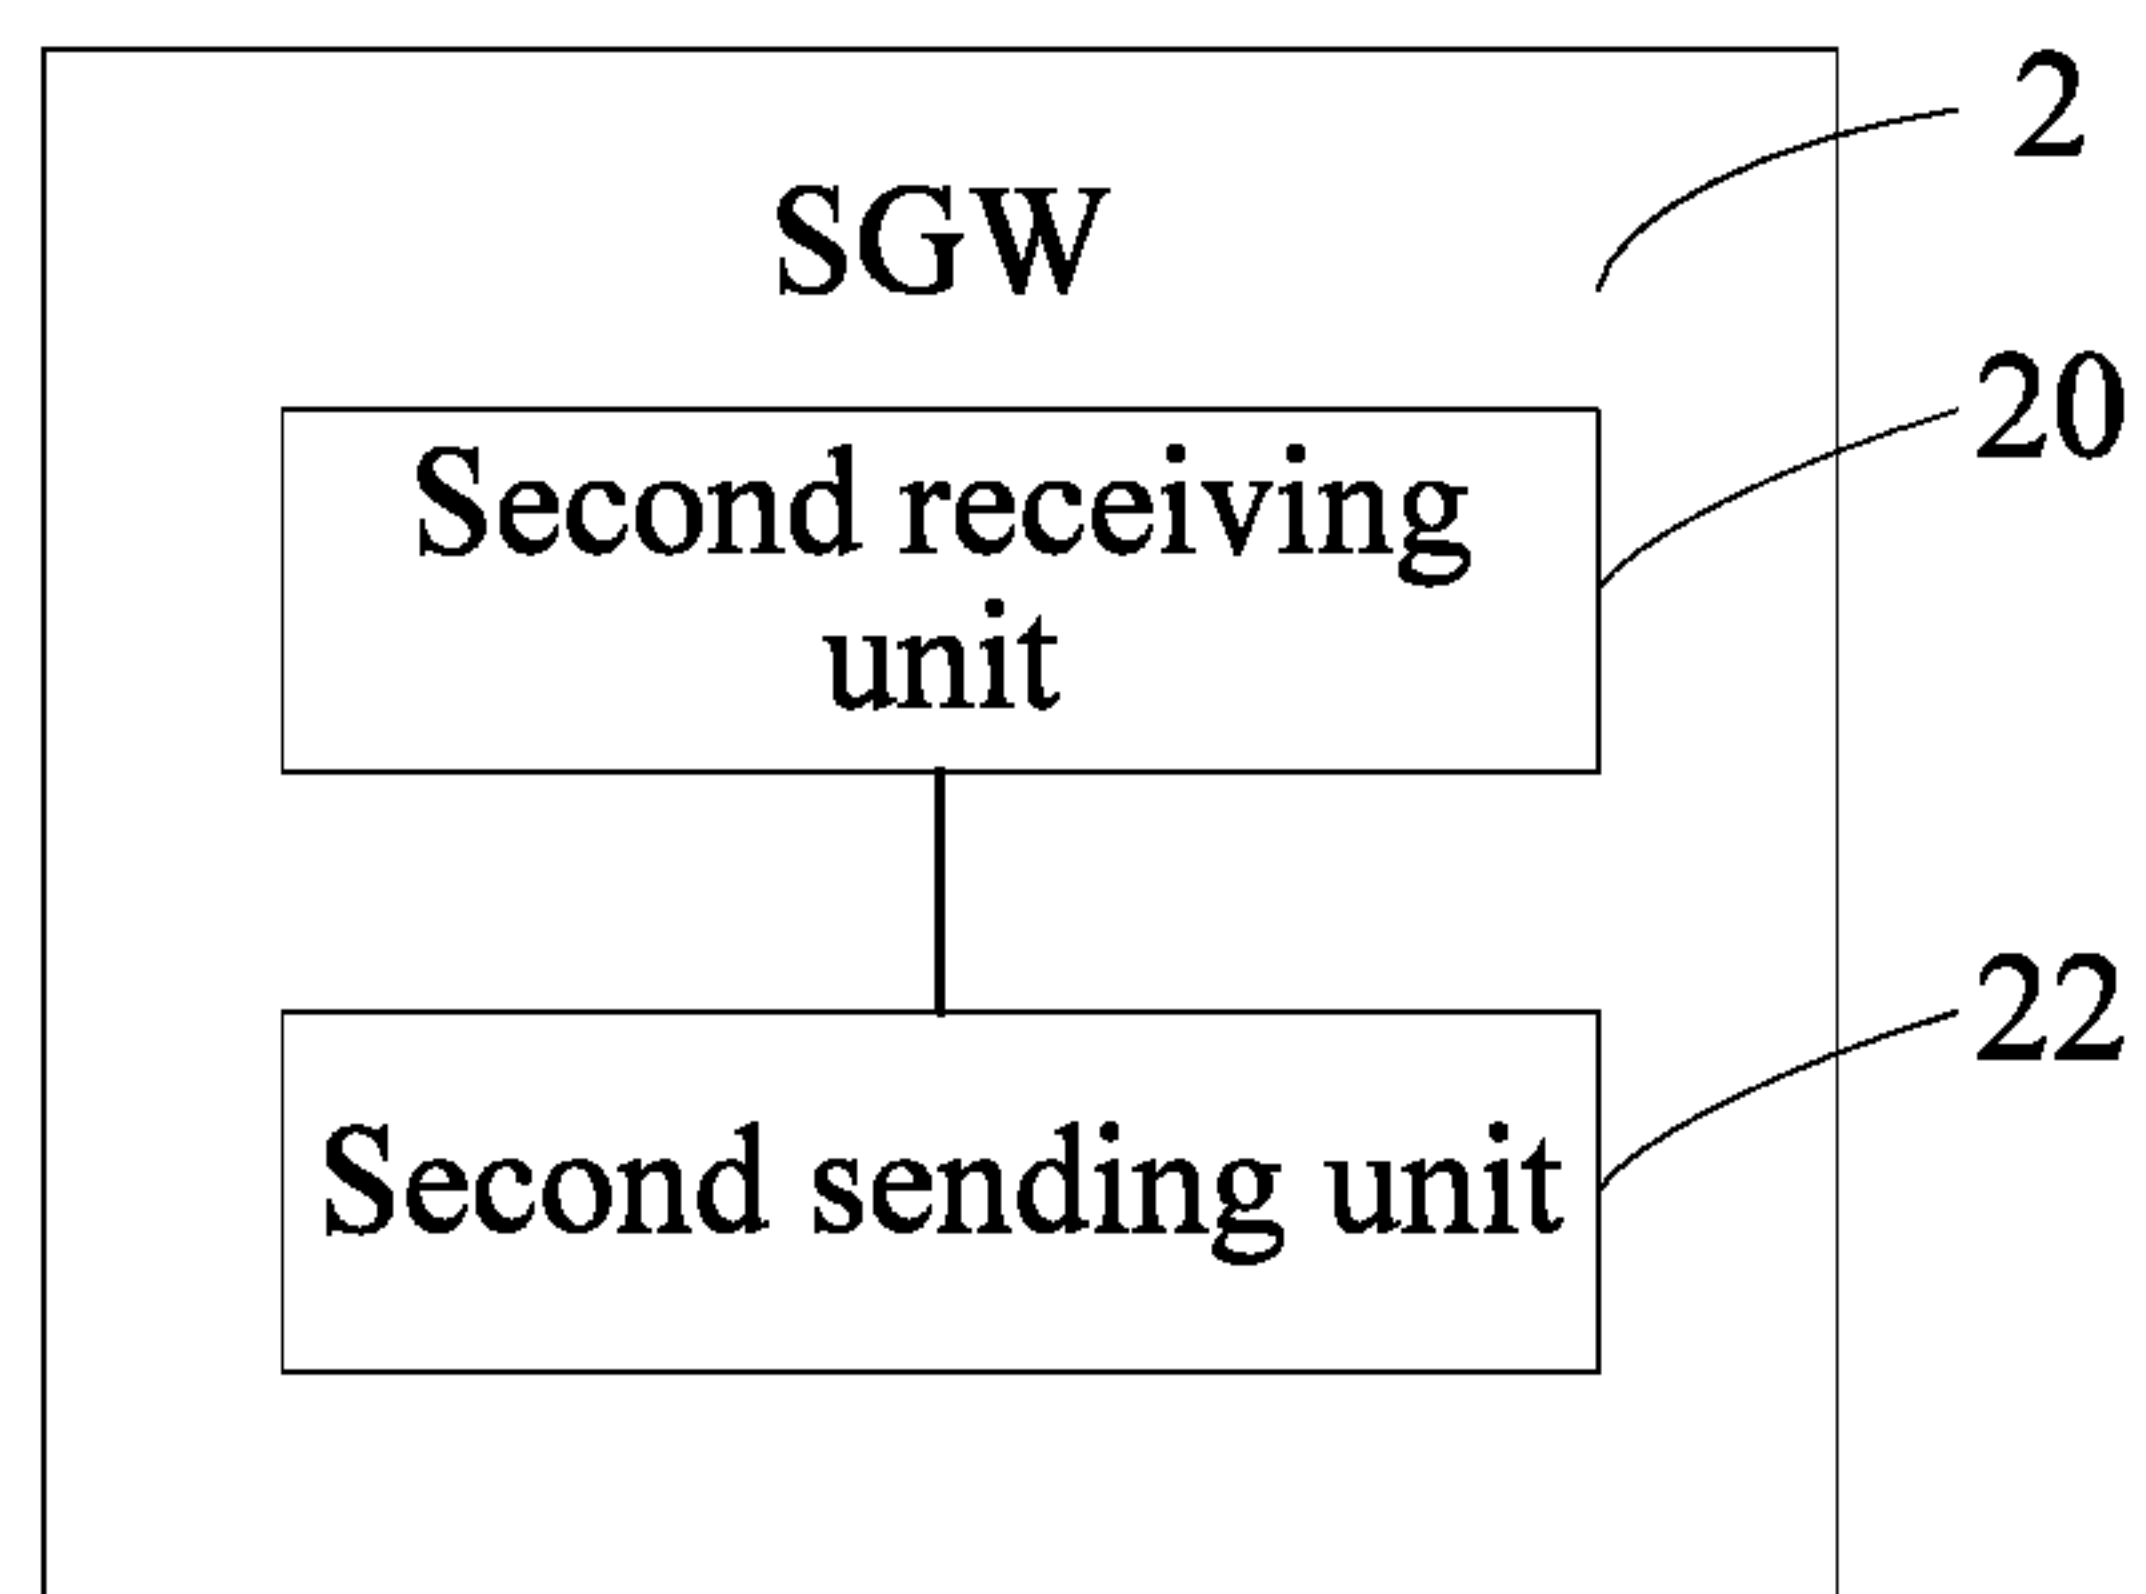 2
SGW
20
Second receiving
unit
22
Second sending unit